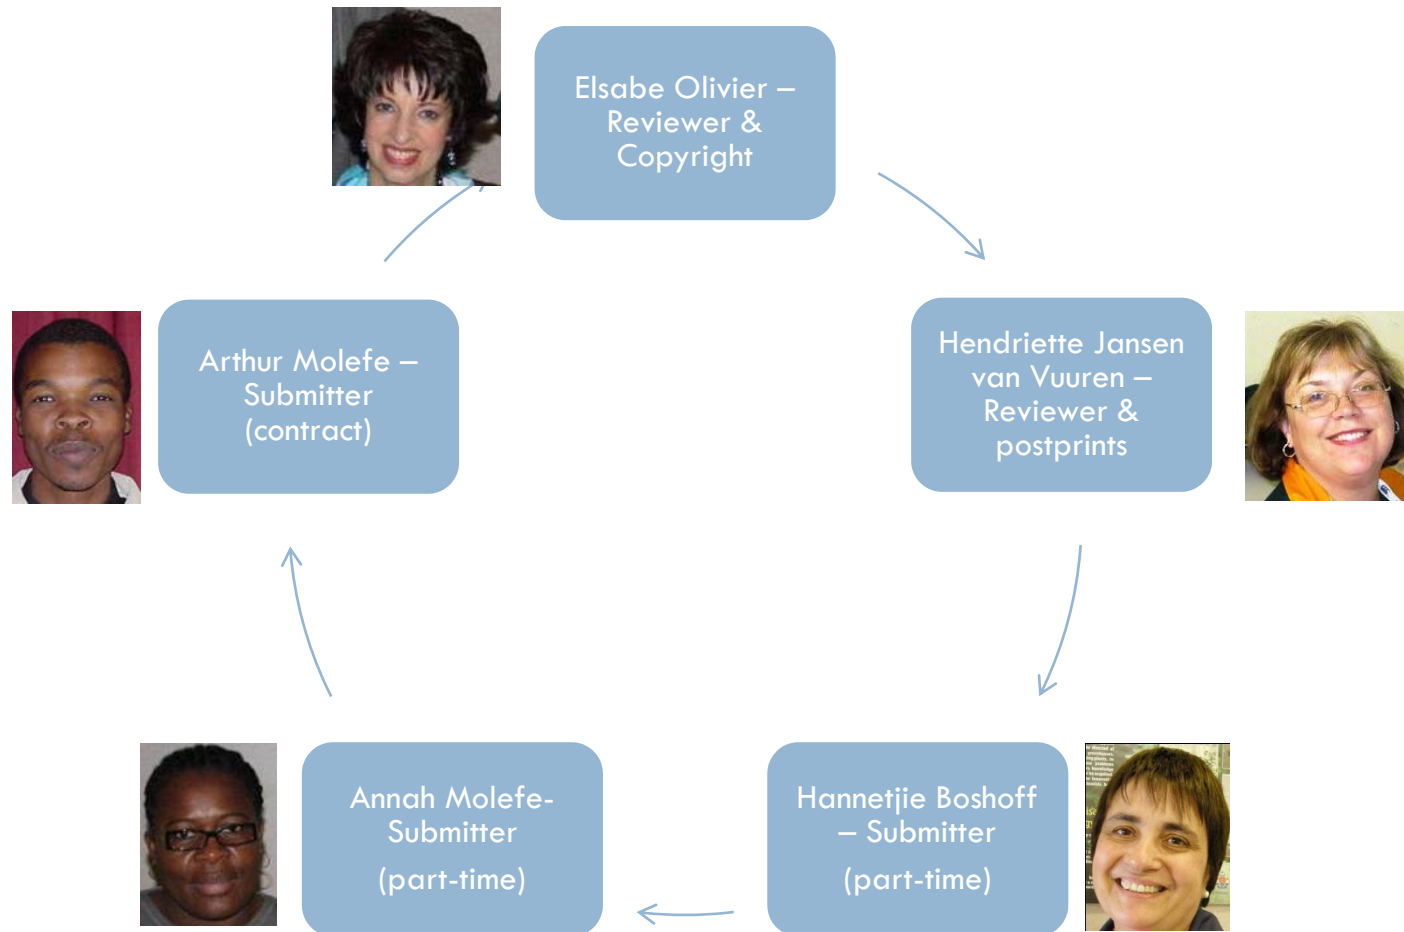 Elsabe Olivier –
Reviewer &
Copyright
Hendriette Jansen
van Vuuren –
Reviewer &
postprints
Hannetjie Boshoff
– Submitter
(part-time)
Annah Molefe-
Submitter
(part-time)
Arthur Molefe –
Submitter
(contract)